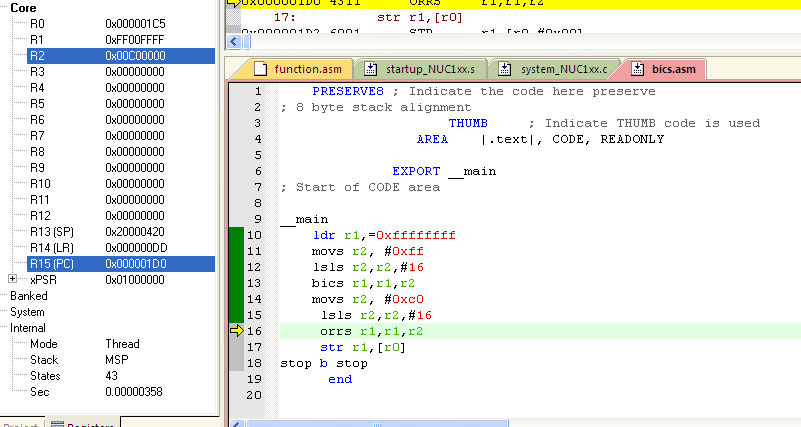 Core
R0 0x000001C5
R1 0xFF00FFFF
R2 0x00C00000
R3 0x00000000
R4 0x00000000
R5 0x00000000
R6 0x00000000
R7 0x00000000
R8 0x00000000
R9 0x00000000
R10 0x00000000
R11 0x00000000
R12 0x00000000
R13 (SP) 0x20000420
R14 (LR) 0x000000DD
R15 (PC) 0x000001D0
xPSR 0x01000000
Banked
System
Internal
Mode Thread
Stack MSP
States 43
Sec 0.00000358
Project Registers
0x000001D0 4311 ORRS r1,r1,r2
17: str r1,[r0]
0x000001D2 6001 STR r1,[r0,#0x00]
function.asm startup_NUC1xx.s system_NUC1xx.c bics.asm
1 PRESERVE8 ; Indicate the code here preserve
2 ; 8 byte stack alignment
3 THUMB ; Indicate THUMB code is used
4 AREA |.text|, CODE, READONLY
5
6 EXPORT __main
7 ; Start of CODE area
8
9 __main
10 ldr r1,=0xffffffff
11 movs r2, #0xff
12 lsls r2,r2,#16
13 bics r1,r1,r2
14 movs r2, #0xc0
15 lsls r2,r2,#16
16 orrs r1,r1,r2
17 str r1,[r0]
18 stop b stop
19 end
20